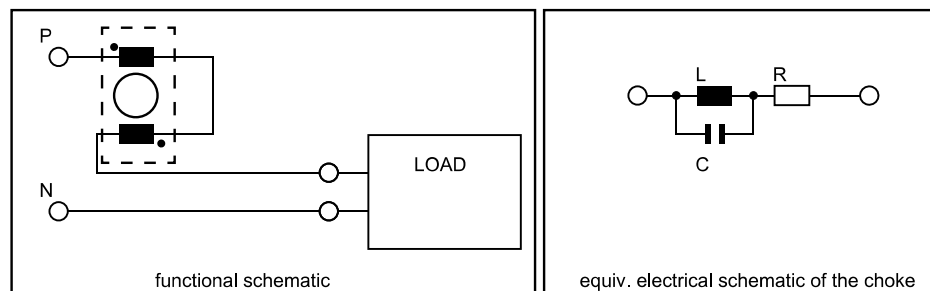 P
N
LOAD
functional schematic
L
R
C
equiv. electrical schematic of the choke